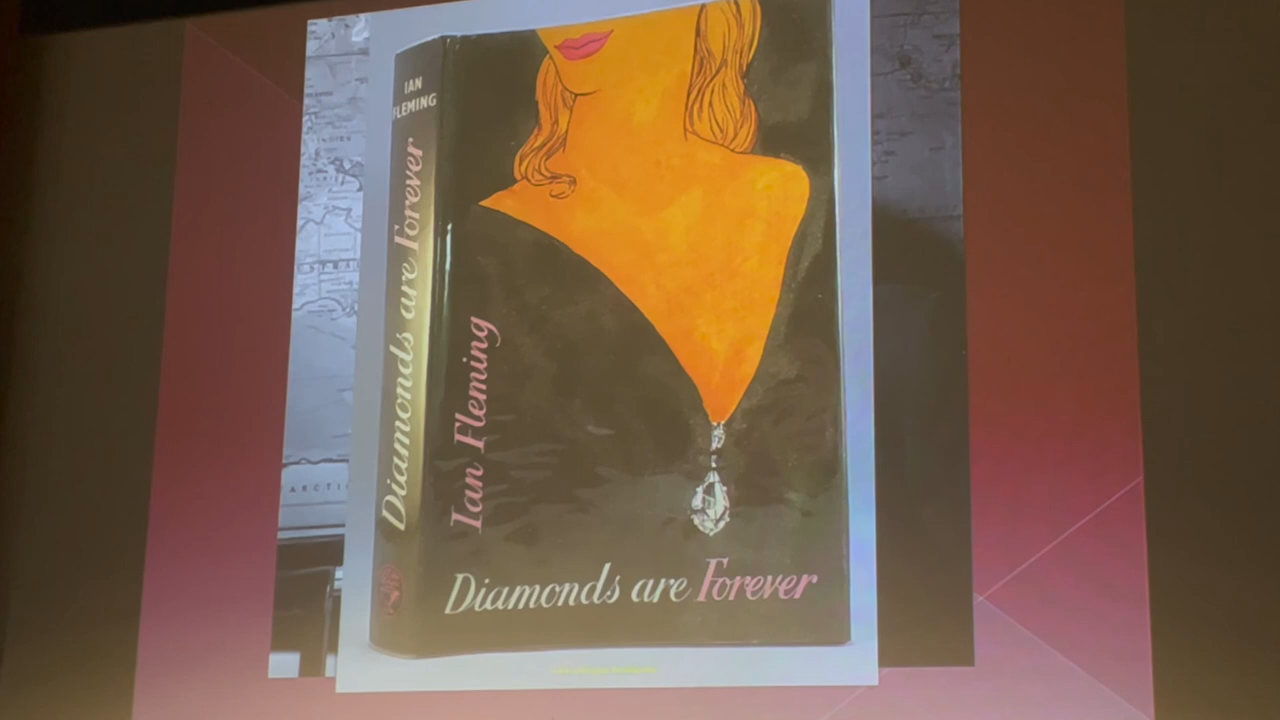 IAN
FLEMING
Diamonds are Forever
Ian Fleming
Diamonds are Forever